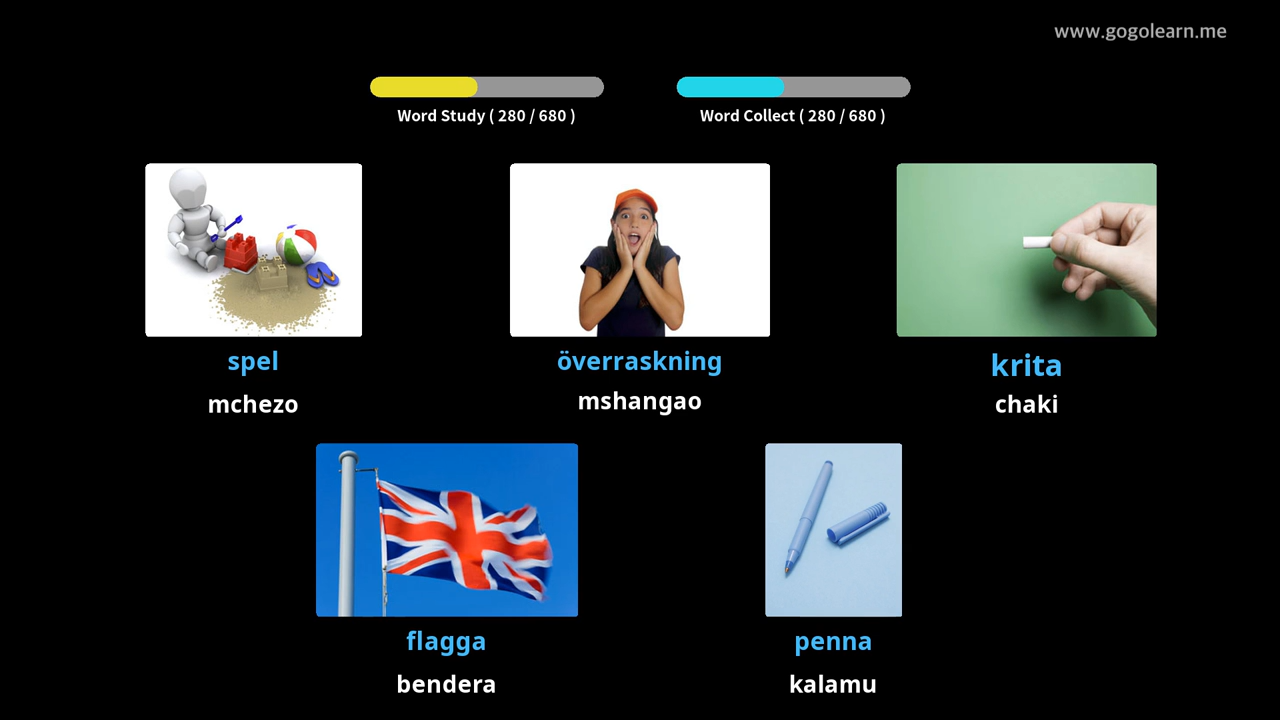 www.gogolearn.me
Word Study ( 280 / 680 )
Word Collect ( 280 / 680 )
spel
mchezo
överraskning
mshangao
krita
chaki
flagga
bendera
penna
kalamu